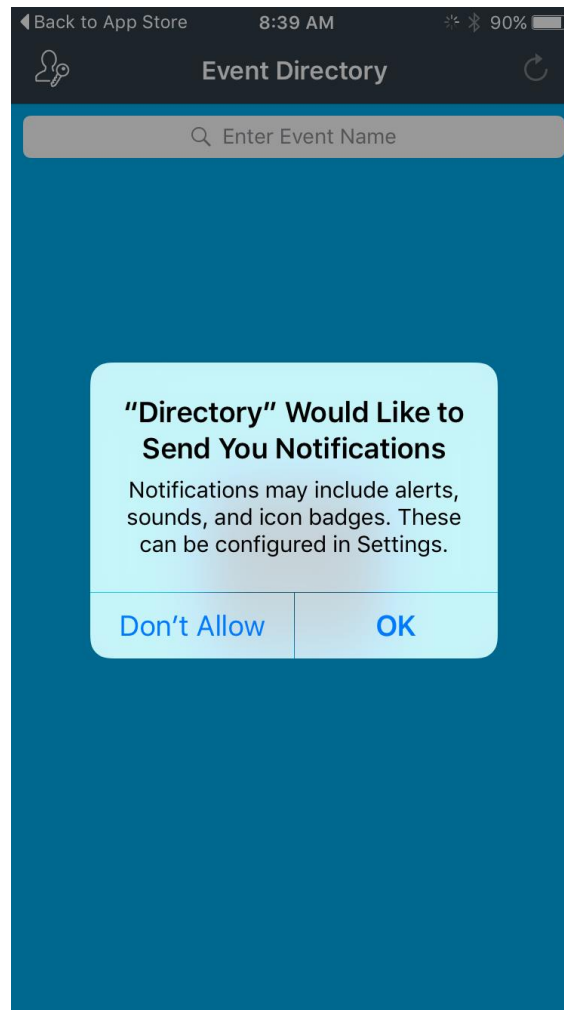 Back to App Store 8:39 AM 90%
Event Directory
Enter Event Name
“Directory” Would Like to
Send You Notifications
Notifications may include alerts,
sounds, and icon badges. These
can be configured in Settings.
Don’t Allow OK